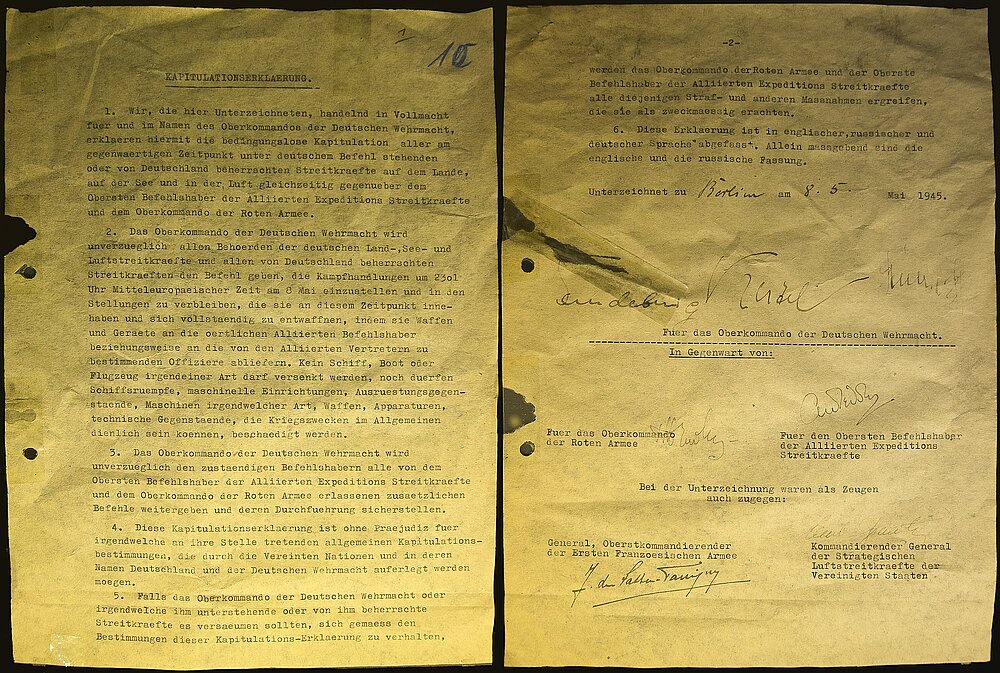 1
10
KAPITULATIONSERKLAERUNG.
1. Wir, die hier Unterzeichneten, handelnd in Vollmacht
fuer und im Namen des Oberkommandos der Deutschen Wehrmacht,
erklaeren hiermit die bedingungslose Kapitulation aller am
gegenwaertigen Zeitpunkt unter deutschem Befehl stehenden
oder von Deutschland beherrschten Streitkraefte auf dem Lande,
auf der See und in der Luft gleichzeitig gegenueber dem
Obersten Befehlshaber der Alliierten Expeditions Streitkraefte
und dem Oberkommando der Roten Armee.
2. Das Oberkommando der Deutschen Wehrmacht wird
unverzueglich allen Behoerden der deutschen Land-,See- und
Luftstreitkraefte und allen von Deutschland beherrschten
Streitkraeften den Befehl geben, die Kampfhandlungen um 2301
Uhr Mitteleuropaeischer Zeit am 8 Mai einzustellen und in den
Stellungen zu verbleiben, die sie an diesem Zeitpunkt inne-
haben und sich vollstaendig zu entwaffnen, indem sie Waffen
und Geraete an die oertlichen Alliierten Befehlshaber
beziehungsweise an die von den Alliierten Vertretern zu
bestimmenden Offiziere abliefern. Kein Schiff, Boot oder
Flugzeug irgendeiner Art darf versenkt werden, noch duerfen
Schiffsruempfe, maschinelle Einrichtungen, Ausruestungsgegen-
staende, Maschinen irgendwelcher Art, Waffen, Apparaturen,
technische Gegenstaende, die Kriegszwecken im Allgemeinen
dienlich sein koennen, beschaedigt werden.
3. Das Oberkommando der Deutschen Wehrmacht wird
unverzueglich den zustaendigen Befehlshabern alle von dem
Obersten Befehlshaber der Alliierten Expeditions Streitkraefte
und dem Oberkommando der Roten Armee erlassenen zusaetzlichen
Befehle weitergeben und deren Durchfuehrung sicherstellen.
4. Diese Kapitulationserklaerung ist ohne Praejudiz fuer
irgendwelche an ihre Stelle tretenden allgemeinen Kapitulations-
bestimmungen, die durch die Vereinten Nationen und in deren
Namen Deutschland und der Deutschen Wehrmacht auferlegt werden
moegen.
5. Falls das Oberkommando der Deutschen Wehrmacht oder
irgendwelche ihm unterstehende oder von ihm beherrschte
Streitkraefte es versaeumen sollten, sich gemaess den
Bestimmungen dieser Kapitulations-Erklaerung zu verhalten,
-2-
werden das Obergommando der Roten Armee und der Oberste
Befehlshaber der Alliierten Expeditions Streitkraefte
alle diejenigen Straf- und anderen Massnahmen ergreifen,
die sie als zweckmaessig erachten.
6. Diese Erklaerung ist in englischer,russischer und
deutscher Sprache abgefasst. Allein massgebend sind die
englische und die russische Fassung.
Unterzeichnet zu Berlin am 8. 5. Mai 1945.
Keitel
Fuer das Oberkommando der Deutschen Wehrmacht.
In Gegenwart von:
Fuer das Oberkommando
der Roten Armee
Fuer den Obersten Befehlshaber
der Alliierten Expeditions
Streitkraefte
Bei der Unterzeichnung waren als Zeugen
auch zugegen:
General, Oberstkommandierender
der Ersten Franzoesischen Armee
Kommandierender General
der Strategischen
Luftstreitkraefte der
Vereinigten Staaten